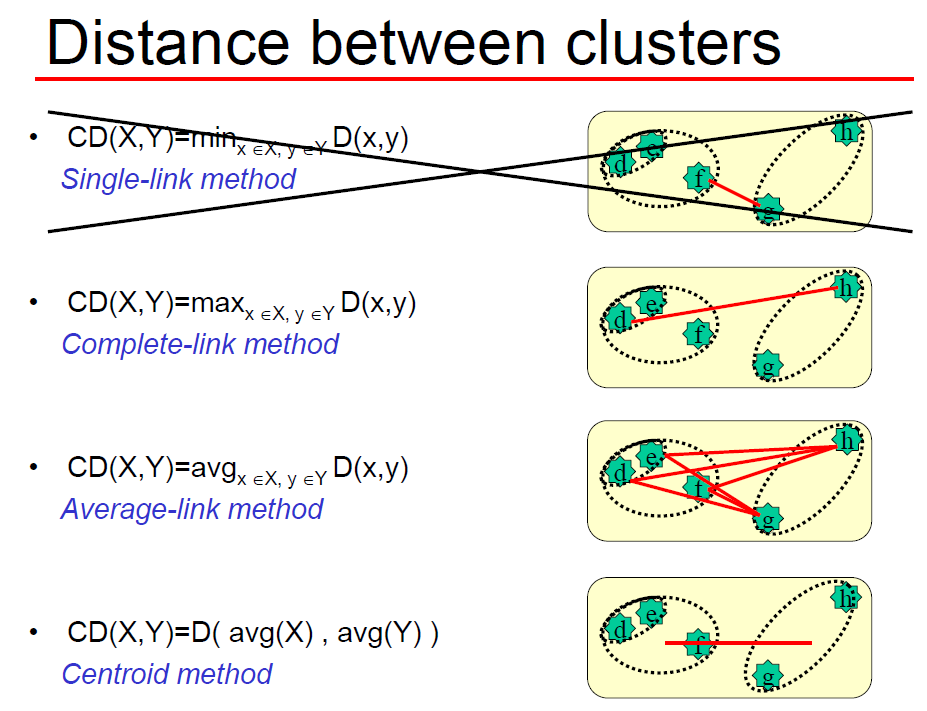 Distance between clusters
• CD(X,Y)=min x ∈X, y ∈Y D(x,y)
Single-link method
d e f g h
• CD(X,Y)=max x ∈X, y ∈Y D(x,y)
Complete-link method
d e f g h
• CD(X,Y)=avg x ∈X, y ∈Y D(x,y)
Average-link method
d e f g h
• CD(X,Y)=D( avg(X) , avg(Y) )
Centroid method
d e f g h